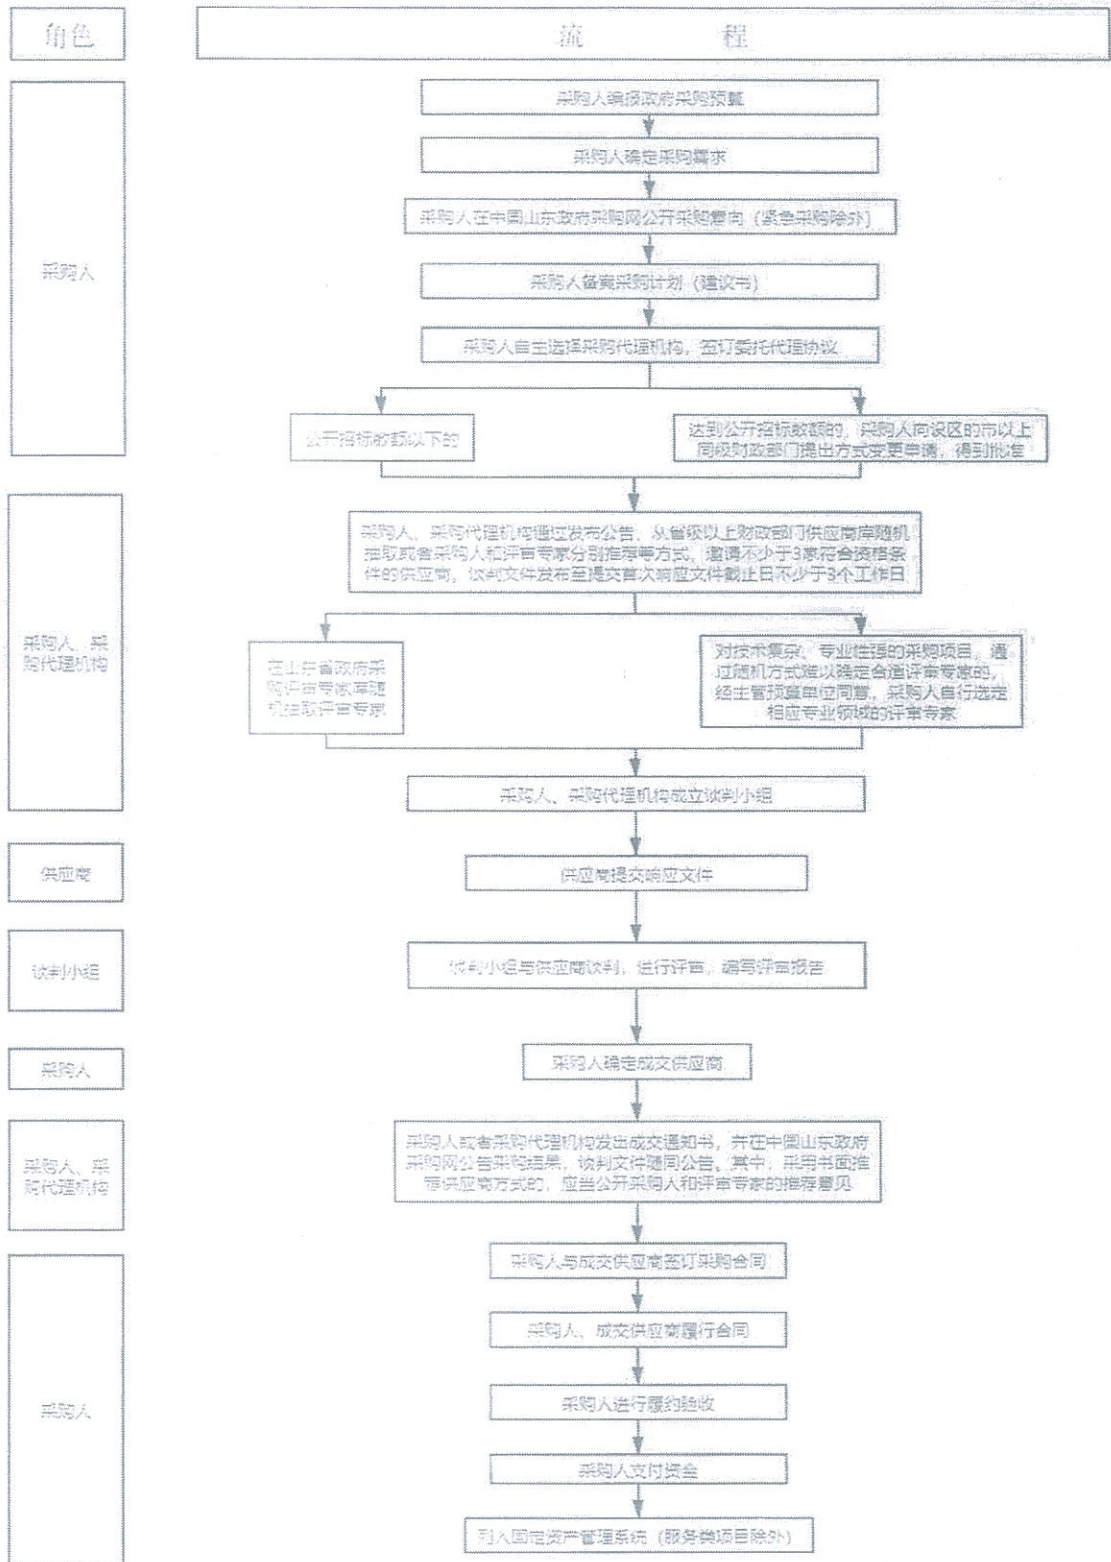 角色
流 程
采购人
采购人编报政府采购预算
采购人确定采购需求
采购人在中国山东政府采购网公开采购意向（紧急采购除外）
采购人备案采购计划（建议书）
采购人自主选择采购代理机构，签订委托代理协议
公开招标数额以下的
达到公开招标数额的，采购人向设区的市以上
同级财政部门提出方式变更申请，得到批准
采购人、采
购代理机构
采购人、采购代理机构通过发布公告、从省级以上财政部门供应商库随机
抽取或者采购人和评审专家分别推荐等方式，邀请不少于3家符合资格条
件的供应商，谈判文件发布至提交首次响应文件截止日不少于3个工作日
在山东省政府采
购评审专家库随
机抽取评审专家
对技术复杂、专业性强的采购项目，通
过随机方式难以确定合适评审专家的，
经主管预算单位同意，采购人自行选定
相应专业领域的评审专家
采购人、采购代理机构成立谈判小组
供应商
供应商提交响应文件
谈判小组
谈判小组与供应商谈判，进行评审，编写评审报告
采购人
采购人确定成交供应商
采购人、采
购代理机构
采购人或者采购代理机构发出成交通知书，并在中国山东政府
采购网公告采购结果，谈判文件随同公告。其中，采用书面推
荐供应商方式的，应当公开采购人和评审专家的推荐意见
采购人
采购人与成交供应商签订采购合同
采购人、成交供应商履行合同
采购人进行履约验收
采购人支付资金
列入固定资产管理系统（服务类项目除外）